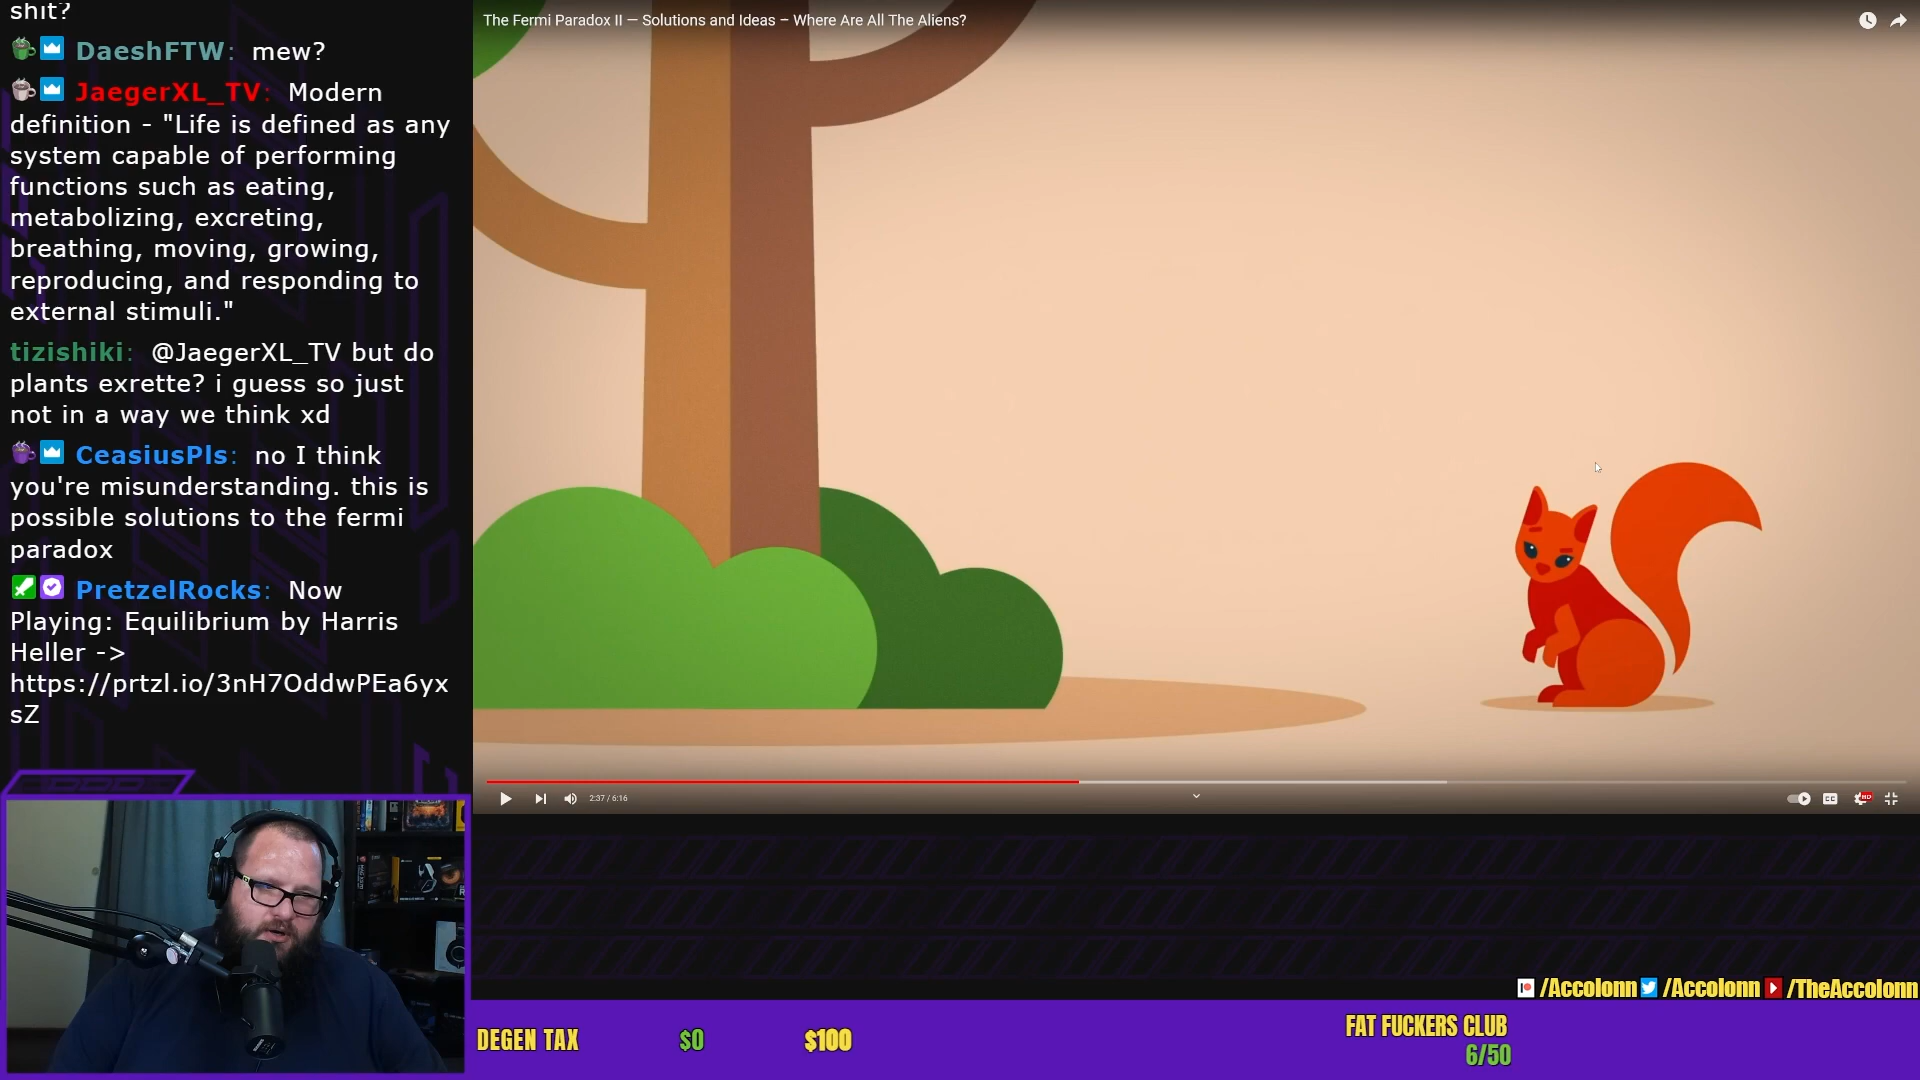 shit?
DaeshFTW: mew?
JaegerXL_TV: Modern
definition - "Life is defined as any
system capable of performing
functions such as eating,
metabolizing, excreting,
breathing, moving, growing,
reproducing, and responding to
external stimuli."
tizishiki: @JaegerXL_TV but do
plants exrette? i guess so just
not in a way we think xd
CeasiusPls: no I think
you're misunderstanding. this is
possible solutions to the fermi
paradox
PretzelRocks: Now
Playing: Equilibrium by Harris
Heller ->
https://prtzl.io/3nH7OddwPEa6yx
sZ
The Fermi Paradox II — Solutions and Ideas – Where Are All The Aliens?
2:37 / 6:16
CC
HD
/Accolonn /Accolonn /TheAccolonn
DEGEN TAX $0 $100
FAT FUCKERS CLUB
6/50